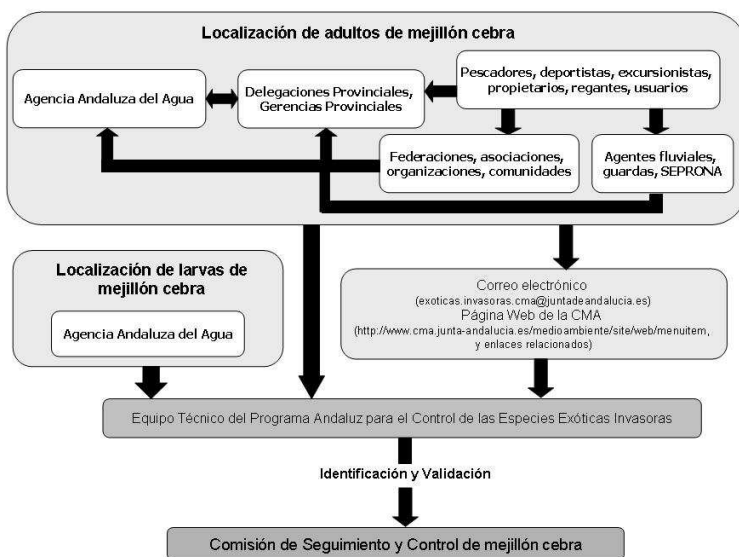 Localización de adultos de mejillón cebra
Agencia Andaluza del Agua
Delegaciones Provinciales,
Gerencias Provinciales
Pescadores, deportistas, excursionistas,
propietarios, regantes, usuarios
Federaciones, asociaciones,
organizaciones, comunidades
Agentes fluviales,
guardas, SEPRONA
Localización de larvas de
mejillón cebra
Agencia Andaluza del Agua
Correo electrónico
(exoticas.invasoras.cma@juntadeandalucia.es)
Página Web de la CMA
(http://www.cma.junta-andalucia.es/medioambiente/site/web/menuitem,
y enlaces relacionados)
Equipo Técnico del Programa Andaluz para el Control de las Especies Exóticas Invasoras
Identificación y Validación
Comisión de Seguimiento y Control de mejillón cebra